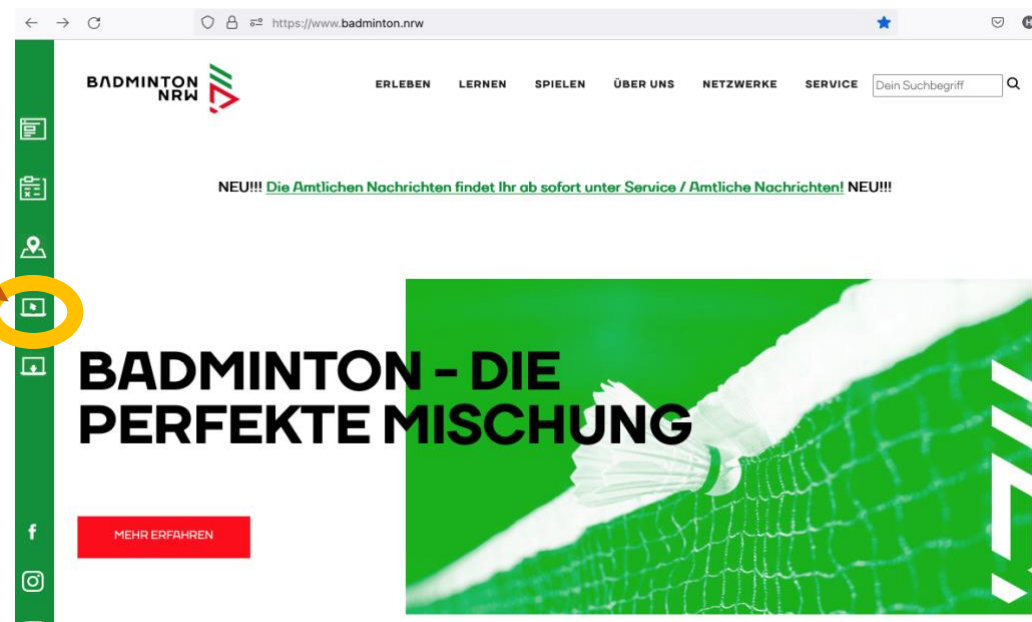 https://www.badminton.nrw
BADMINTON
NRW
ERLEBEN LERNEN SPIELEN ÜBER UNS NETZWERKE SERVICE Dein Suchbegriff
NEU!!! Die Amtlichen Nachrichten findet Ihr ab sofort unter Service / Amtliche Nachrichten! NEU!!!
BADMINTON - DIE
PERFEKTE MISCHUNG
MEHR ERFAHREN